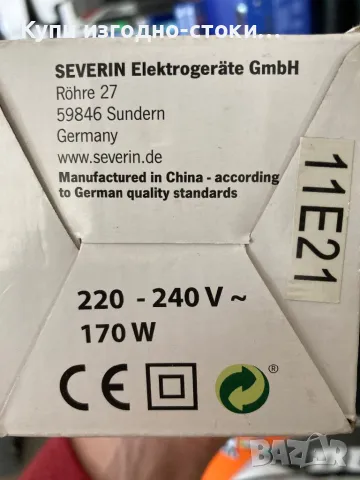 Купи изгодно-стоки...
SEVERIN Elektrogeräte GmbH
Röhre 27
59846 Sundern
Germany
www.severin.de
Manufactured in China - according
to German quality standards
11E21
220 - 240 V ~
170 W
CE
®
BAZAR